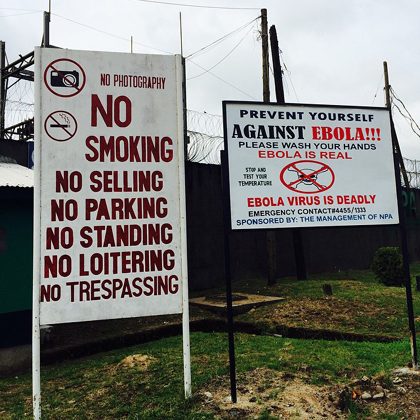 NO PHOTOGRAPHY
NO
SMOKING
NO SELLING
NO PARKING
NO STANDING
NO LOITERING
NO TRESPASSING
PREVENT YOURSELF
AGAINST EBOLA!!!
PLEASE WASH YOUR HANDS
EBOLA IS REAL
STOP AND
TEST YOUR
TEMPERATURE
EBOLA VIRUS IS DEADLY
EMERGENCY CONTACT#4455/1333
SPONSORED BY: THE MANAGEMENT OF NPA